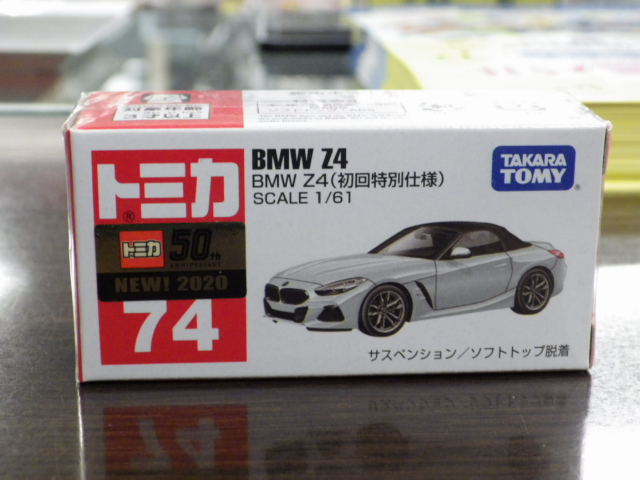 トミカ
®
トミカ 50th
NEW! 2020
74
BMW Z4
BMW Z4(初回特別仕様)
SCALE 1/61
TAKARA
TOMY
サスペンション/ソフトトップ脱着